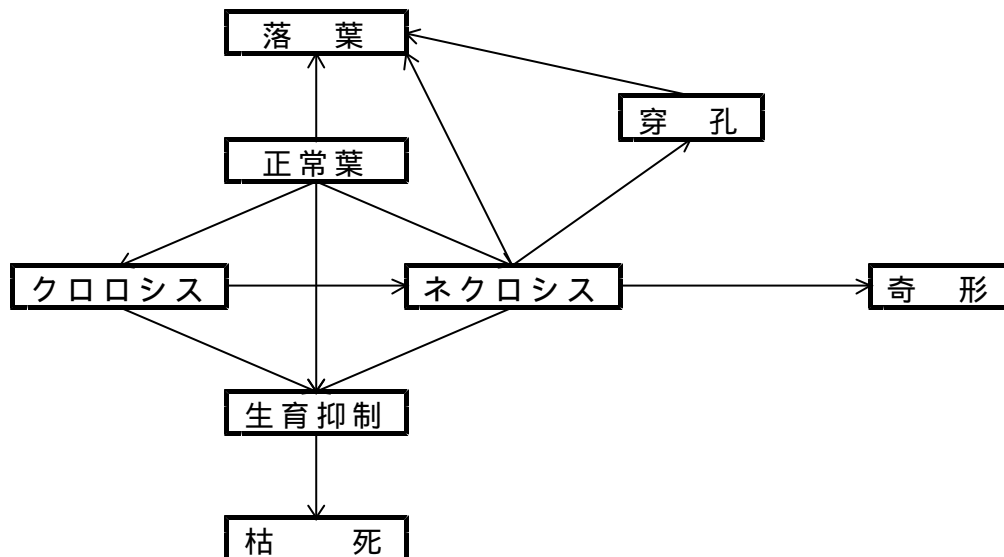 落　葉
穿　孔
正常葉
クロロシス
ネクロシス
奇　形
生育抑制
枯　　死